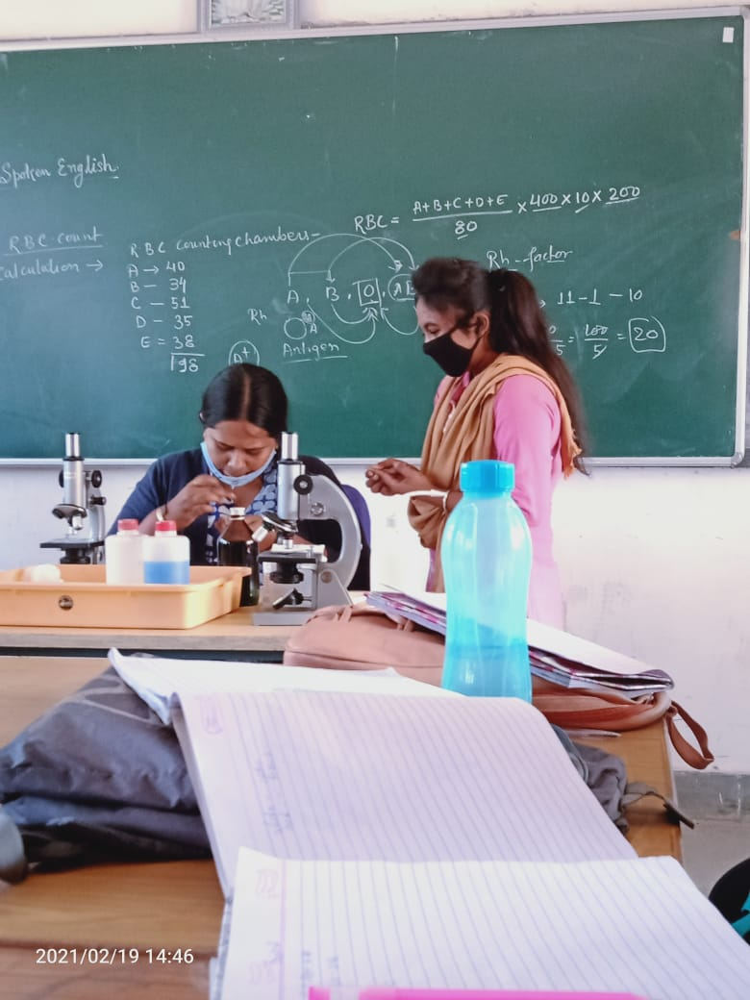 Spoken English.
RBC count
Calculation →
RBC counting chambers-
A → 40
B - 34
C - 51
D - 35
E = 38
198
RBC = A+B+C+D+E / 80 × 400 × 10 × 200
A, B, O, AB
Rh
A
Antigen
A+
Rh-factor
11-1-10
5 = 100/5 = 20
2021/02/19 14:46